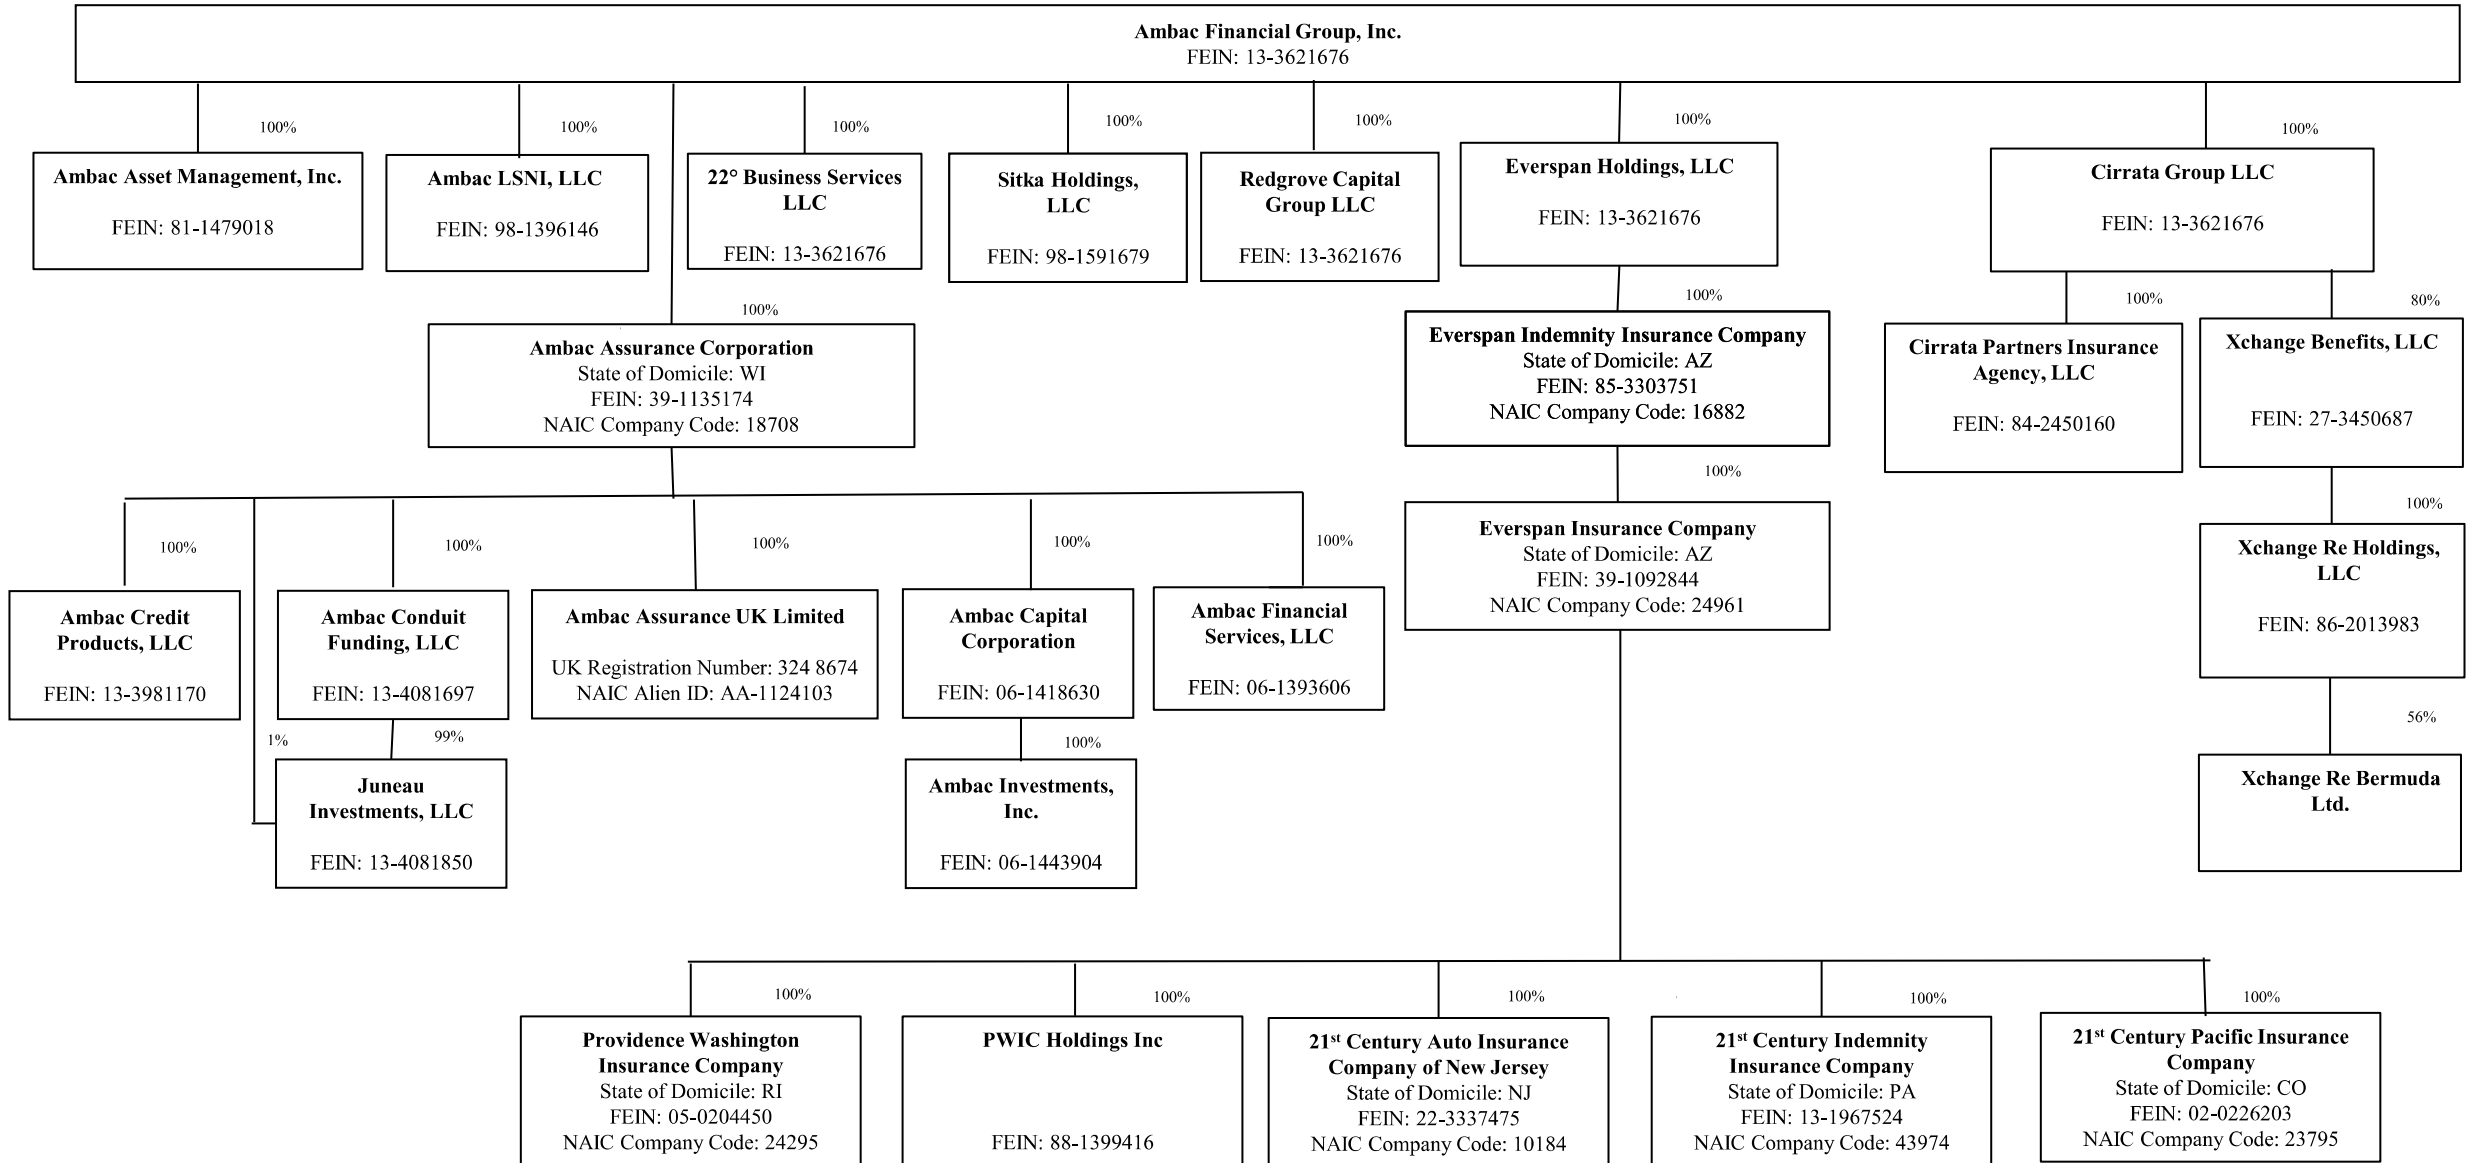 Ambac Financial Group, Inc.
FEIN: 13-3621676
100%
100%
100%
100%
100%
100%
100%
Ambac Asset Management, Inc.
FEIN: 81-1479018
Ambac LSNI, LLC
FEIN: 98-1396146
22° Business Services
LLC
FEIN: 13-3621676
Sitka Holdings,
LLC
FEIN: 98-1591679
Redgrove Capital
Group LLC
FEIN: 13-3621676
Everspan Holdings, LLC
FEIN: 13-3621676
Cirrata Group LLC
FEIN: 13-3621676
100%
Ambac Assurance Corporation
State of Domicile: WI
FEIN: 39-1135174
NAIC Company Code: 18708
100%
Everspan Indemnity Insurance Company
State of Domicile: AZ
FEIN: 85-3303751
NAIC Company Code: 16882
100%
Cirrata Partners Insurance
Agency, LLC
FEIN: 84-2450160
80%
Xchange Benefits, LLC
FEIN: 27-3450687
100%
Everspan Insurance Company
State of Domicile: AZ
FEIN: 39-1092844
NAIC Company Code: 24961
100%
Xchange Re Holdings,
LLC
FEIN: 86-2013983
100%
100%
100%
100%
100%
Ambac Credit
Products, LLC
FEIN: 13-3981170
Ambac Conduit
Funding, LLC
FEIN: 13-4081697
Ambac Assurance UK Limited
UK Registration Number: 324 8674
NAIC Alien ID: AA-1124103
Ambac Capital
Corporation
FEIN: 06-1418630
Ambac Financial
Services, LLC
FEIN: 06-1393606
1%
99%
100%
56%
Juneau
Investments, LLC
FEIN: 13-4081850
Ambac Investments,
Inc.
FEIN: 06-1443904
Xchange Re Bermuda
Ltd.
100%
100%
100%
100%
100%
Providence Washington
Insurance Company
State of Domicile: RI
FEIN: 05-0204450
NAIC Company Code: 24295
PWIC Holdings Inc
FEIN: 88-1399416
21st Century Auto Insurance
Company of New Jersey
State of Domicile: NJ
FEIN: 22-3337475
NAIC Company Code: 10184
21st Century Indemnity
Insurance Company
State of Domicile: PA
FEIN: 13-1967524
NAIC Company Code: 43974
21st Century Pacific Insurance
Company
State of Domicile: CO
FEIN: 02-0226203
NAIC Company Code: 23795